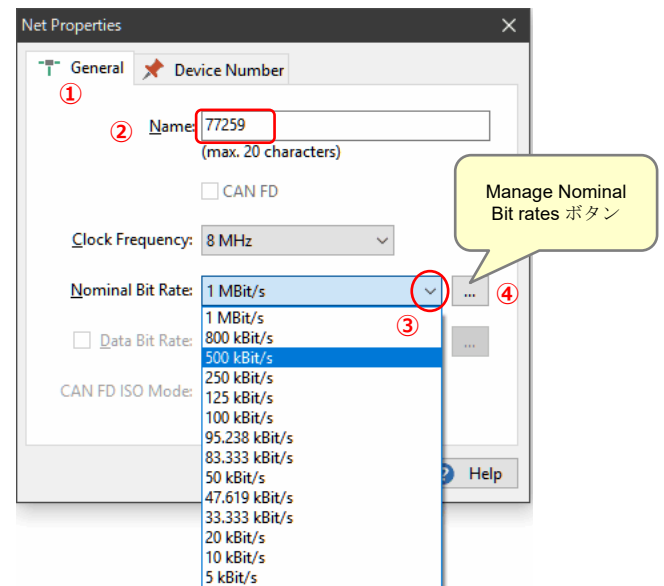 Net Properties
General
Device Number
①
② Name: 77259
(max. 20 characters)
CAN FD
Manage Nominal
Bit rates ボタン
Clock Frequency: 8 MHz
Nominal Bit Rate: 1 MBit/s
... ④
③
1 MBit/s
800 kBit/s
Data Bit Rate: ...
500 kBit/s
250 kBit/s
CAN FD ISO Mode:
125 kBit/s
100 kBit/s
95.238 kBit/s
83.333 kBit/s
50 kBit/s
Help
47.619 kBit/s
33.333 kBit/s
20 kBit/s
10 kBit/s
5 kBit/s